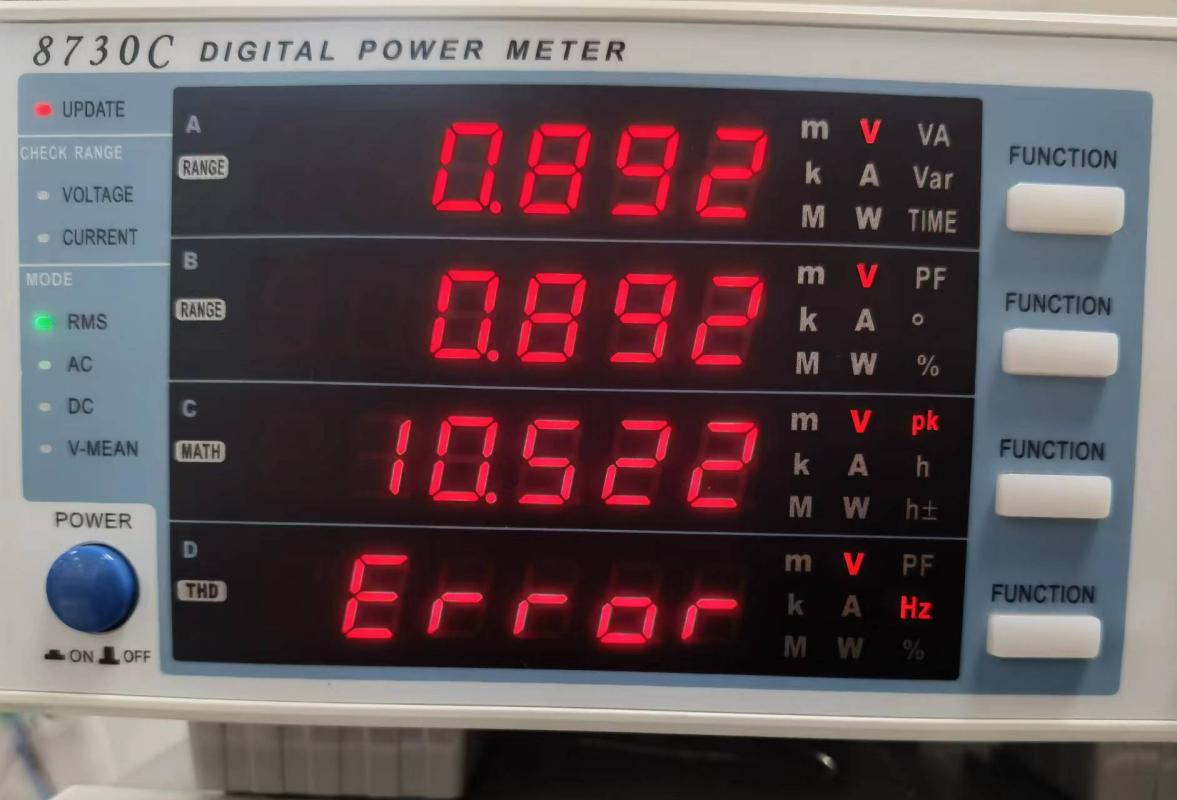 8730C DIGITAL POWER METER
UPDATE
CHECK RANGE
VOLTAGE
CURRENT
MODE
RMS
AC
DC
V-MEAN
POWER
ON OFF
A
RANGE
0.892
m V VA
k A Var
M W TIME
B
RANGE
0.892
m V PF
k A °
M W %
C
MATH
10.522
m V pk
k A h
M W h±
D
THD
Error
m V PF
k A Hz
M W %
FUNCTION
FUNCTION
FUNCTION
FUNCTION